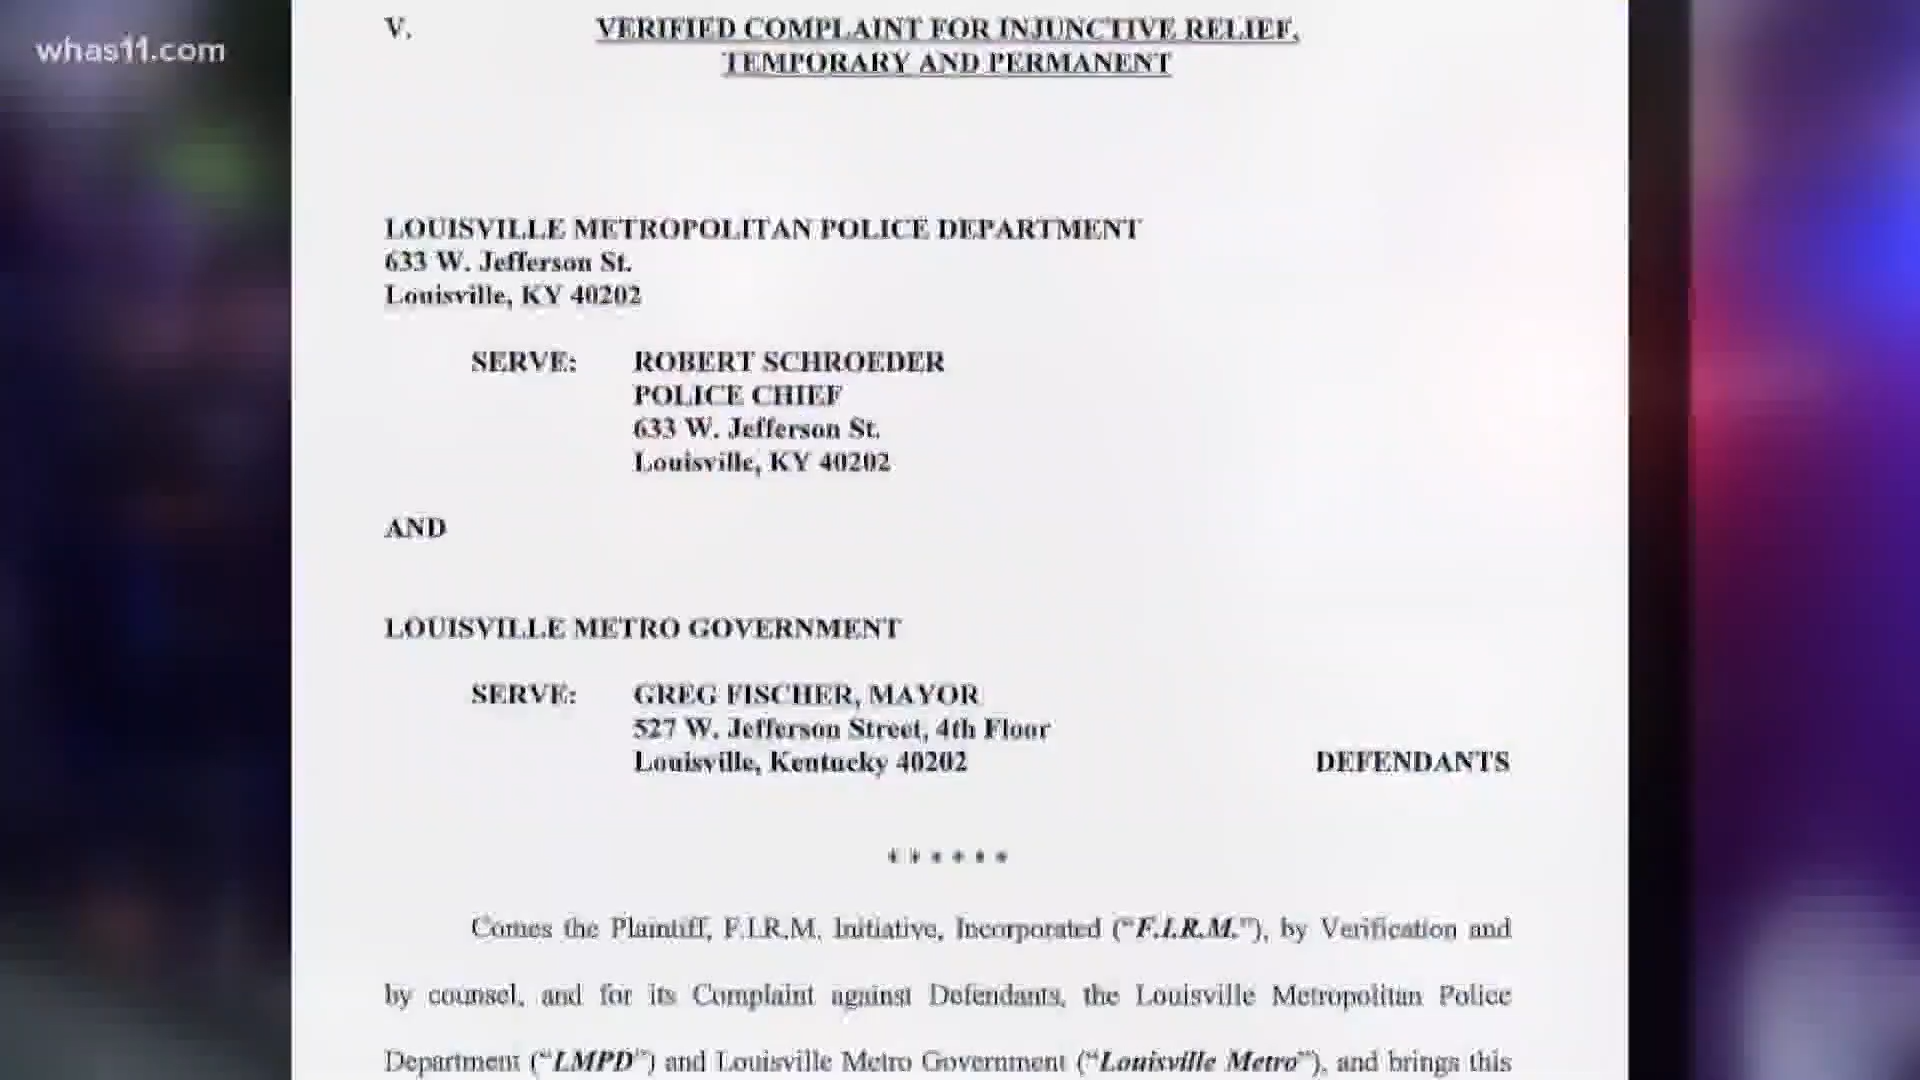 whas11.com
V. VERIFIED COMPLAINT FOR INJUNCTIVE RELIEF,
TEMPORARY AND PERMANENT
LOUISVILLE METROPOLITAN POLICE DEPARTMENT
633 W. Jefferson St.
Louisville, KY 40202
SERVE: ROBERT SCHROEDER
POLICE CHIEF
633 W. Jefferson St.
Louisville, KY 40202
AND
LOUISVILLE METRO GOVERNMENT
SERVE: GREG FISCHER, MAYOR
527 W. Jefferson Street, 4th Floor
Louisville, Kentucky 40202 DEFENDANTS
* * * * * *
Comes the Plaintiff, F.I.R.M. Initiative, Incorporated (“F.I.R.M.”), by Verification and
by counsel, and for its Complaint against Defendants, the Louisville Metropolitan Police
Department (“LMPD”) and Louisville Metro Government (“Louisville Metro”), and brings this